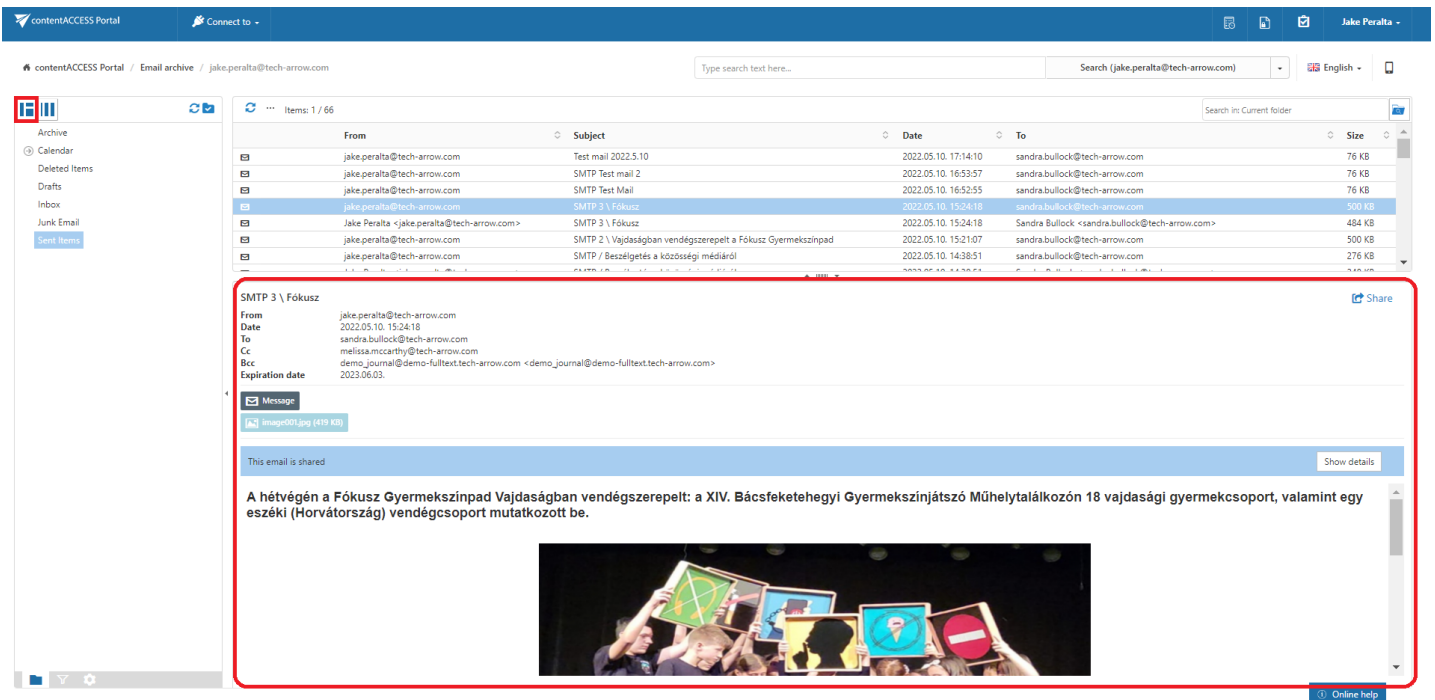 contentACCESS Portal
Connect to
Jake Peralta
contentACCESS Portal / Email archive / jake.peralta@tech-arrow.com
Type search text here...
Search (jake.peralta@tech-arrow.com)
English
Archive
Calendar
Deleted Items
Drafts
Inbox
Junk Email
Sent Items
Items: 1 / 66
Search in: Current folder
From Subject Date To Size
jake.peralta@tech-arrow.com Test mail 2022.5.10 2022.05.10. 17:14:10 sandra.bullock@tech-arrow.com 76 KB
jake.peralta@tech-arrow.com SMTP Test mail 2 2022.05.10. 16:53:57 sandra.bullock@tech-arrow.com 76 KB
jake.peralta@tech-arrow.com SMTP Test Mail 2022.05.10. 16:52:55 sandra.bullock@tech-arrow.com 76 KB
jake.peralta@tech-arrow.com SMTP 3 \ Fókusz 2022.05.10. 15:24:18 sandra.bullock@tech-arrow.com 500 KB
Jake Peralta <jake.peralta@tech-arrow.com> SMTP 3 \ Fókusz 2022.05.10. 15:24:18 Sandra Bullock <sandra.bullock@tech-arrow.com> 484 KB
jake.peralta@tech-arrow.com SMTP 2 \ Vajdaságban vendégszerepelt a Fókusz Gyermekszínpad 2022.05.10. 15:21:07 sandra.bullock@tech-arrow.com 500 KB
jake.peralta@tech-arrow.com SMTP / Beszélgetés a közösségi médiáról 2022.05.10. 14:38:51 sandra.bullock@tech-arrow.com 276 KB
SMTP 3 \ Fókusz
Share
From jake.peralta@tech-arrow.com
Date 2022.05.10. 15:24:18
To sandra.bullock@tech-arrow.com
Cc melissa.mccarthy@tech-arrow.com
Bcc demo_journal@demo-fulltext.tech-arrow.com <demo_journal@demo-fulltext.tech-arrow.com>
Expiration date 2023.06.03.
Message
image001.jpg (419 KB)
This email is shared
Show details
A hétvégén a Fókusz Gyermekszínpad Vajdaságban vendégszerepelt: a XIV. Bácsfeketehegyi Gyermekszínjátszó Műhelytalálkozón 18 vajdasági gyermekcsoport, valamint egy
eszéki (Horvátország) vendégcsoport mutatkozott be.
Online help